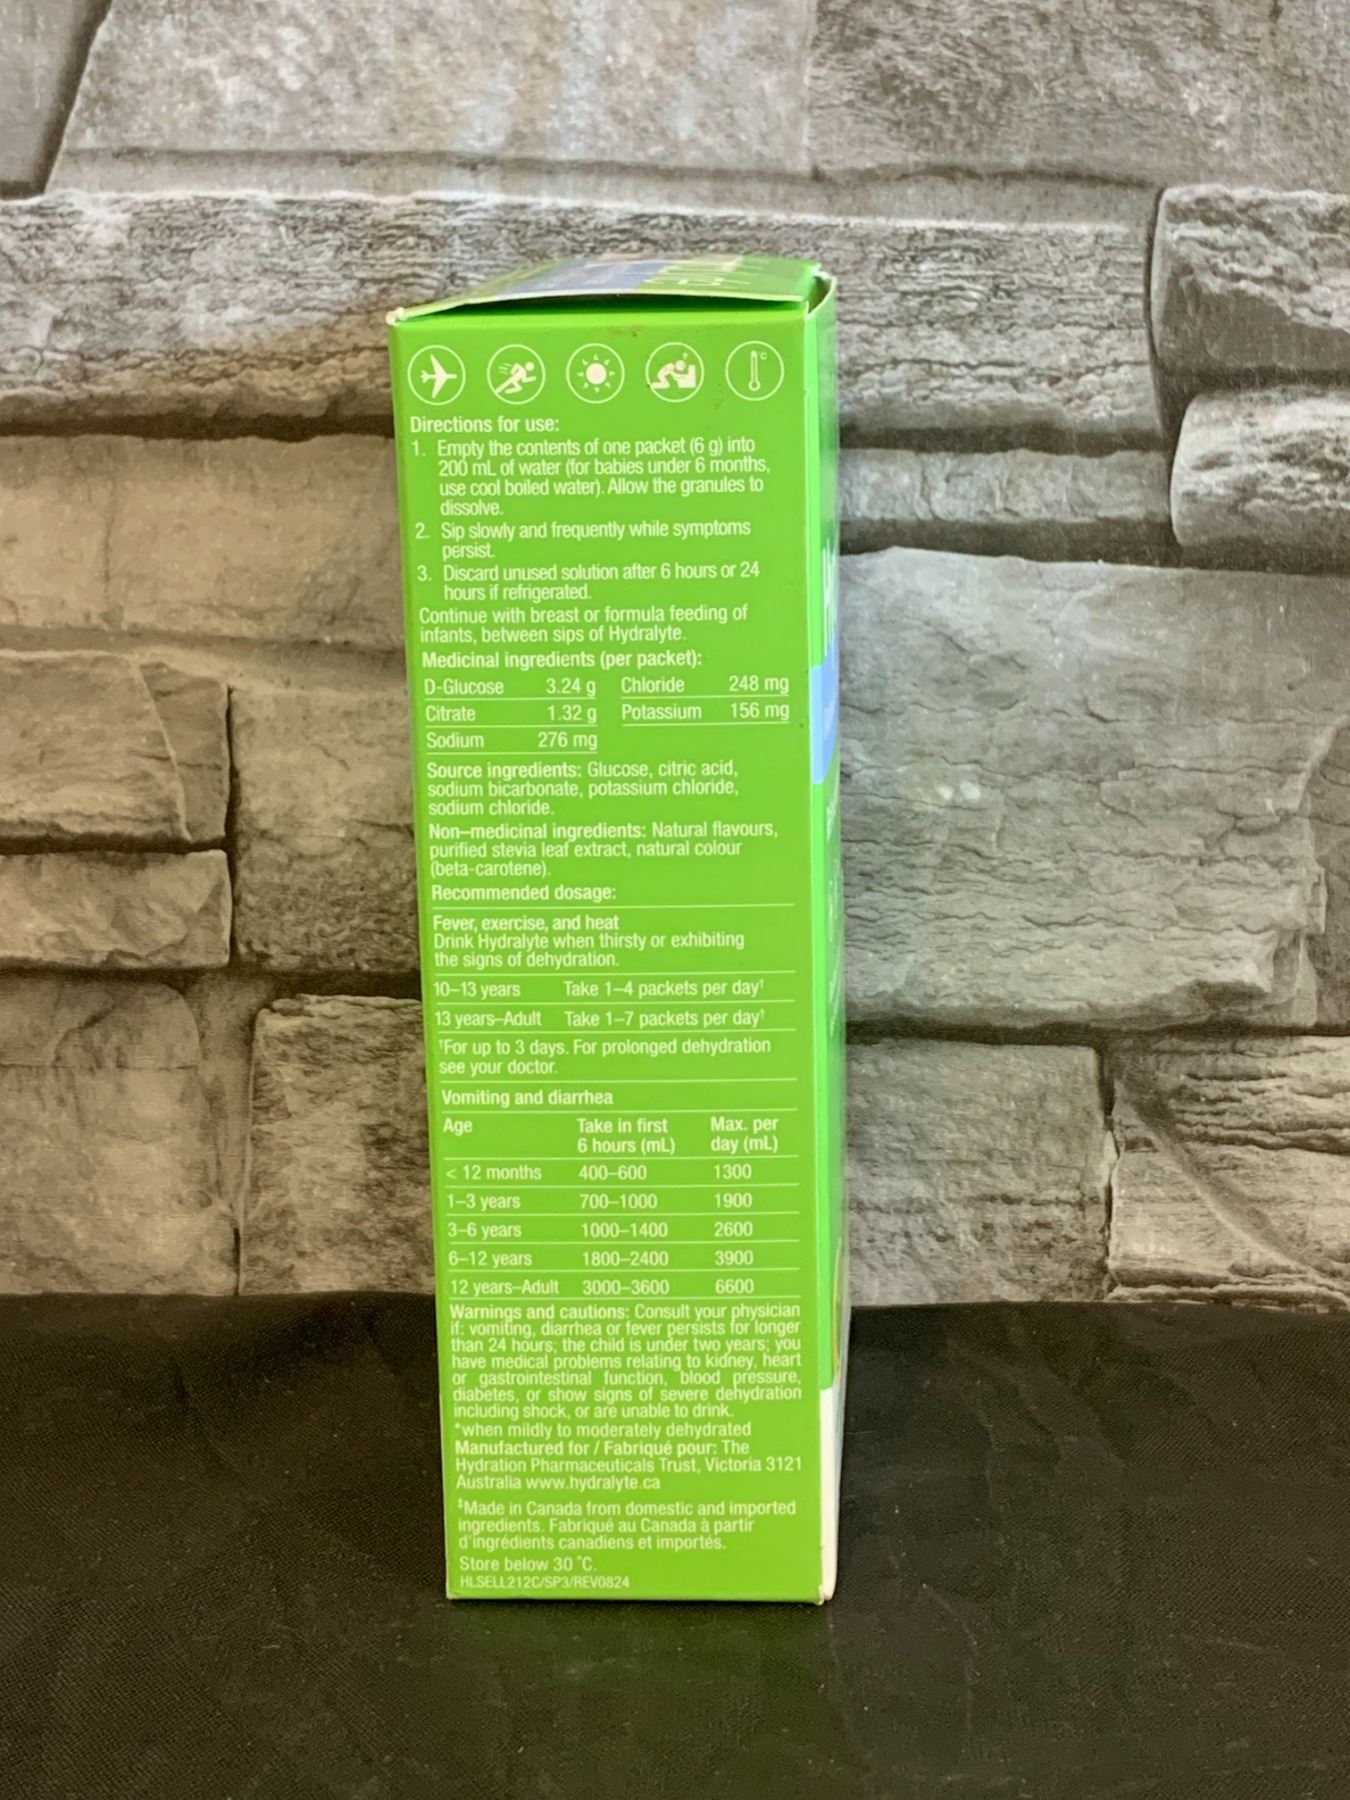 °C
Directions for use:
1. Empty the contents of one packet (6 g) into
200 mL of water (for babies under 6 months,
use cool boiled water). Allow the granules to
dissolve.
2. Sip slowly and frequently while symptoms
persist.
3. Discard unused solution after 6 hours or 24
hours if refrigerated.
Continue with breast or formula feeding of
infants, between sips of Hydralyte.
Medicinal ingredients (per packet):
D-Glucose 3.24 g Chloride 248 mg
Citrate 1.32 g Potassium 156 mg
Sodium 276 mg
Source ingredients: Glucose, citric acid,
sodium bicarbonate, potassium chloride,
sodium chloride.
Non–medicinal ingredients: Natural flavours,
purified stevia leaf extract, natural colour
(beta-carotene).
Recommended dosage:
Fever, exercise, and heat
Drink Hydralyte when thirsty or exhibiting
the signs of dehydration.
10–13 years Take 1–4 packets per day†
13 years–Adult Take 1–7 packets per day†
†For up to 3 days. For prolonged dehydration
see your doctor.
Vomiting and diarrhea
Age Take in first Max. per
6 hours (mL) day (mL)
< 12 months 400–600 1300
1–3 years 700–1000 1900
3–6 years 1000–1400 2600
6–12 years 1800–2400 3900
12 years–Adult 3000–3600 6600
Warnings and cautions: Consult your physician
if: vomiting, diarrhea or fever persists for longer
than 24 hours; the child is under two years; you
have medical problems relating to kidney, heart
or gastrointestinal function, blood pressure,
diabetes, or show signs of severe dehydration
including shock, or are unable to drink.
*when mildly to moderately dehydrated
Manufactured for / Fabriqué pour: The
Hydration Pharmaceuticals Trust, Victoria 3121
Australia www.hydralyte.ca
‡Made in Canada from domestic and imported
ingredients. Fabriqué au Canada à partir
d'ingrédients canadiens et importés.
Store below 30 °C.
HLSELL212C/SP3/REV0824